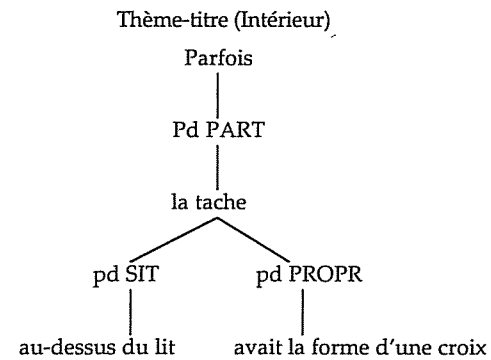 Thème-titre (Intérieur)
Parfois
Pd PART
la tache
pd SIT pd PROPR
au-dessus du lit avait la forme d'une croix